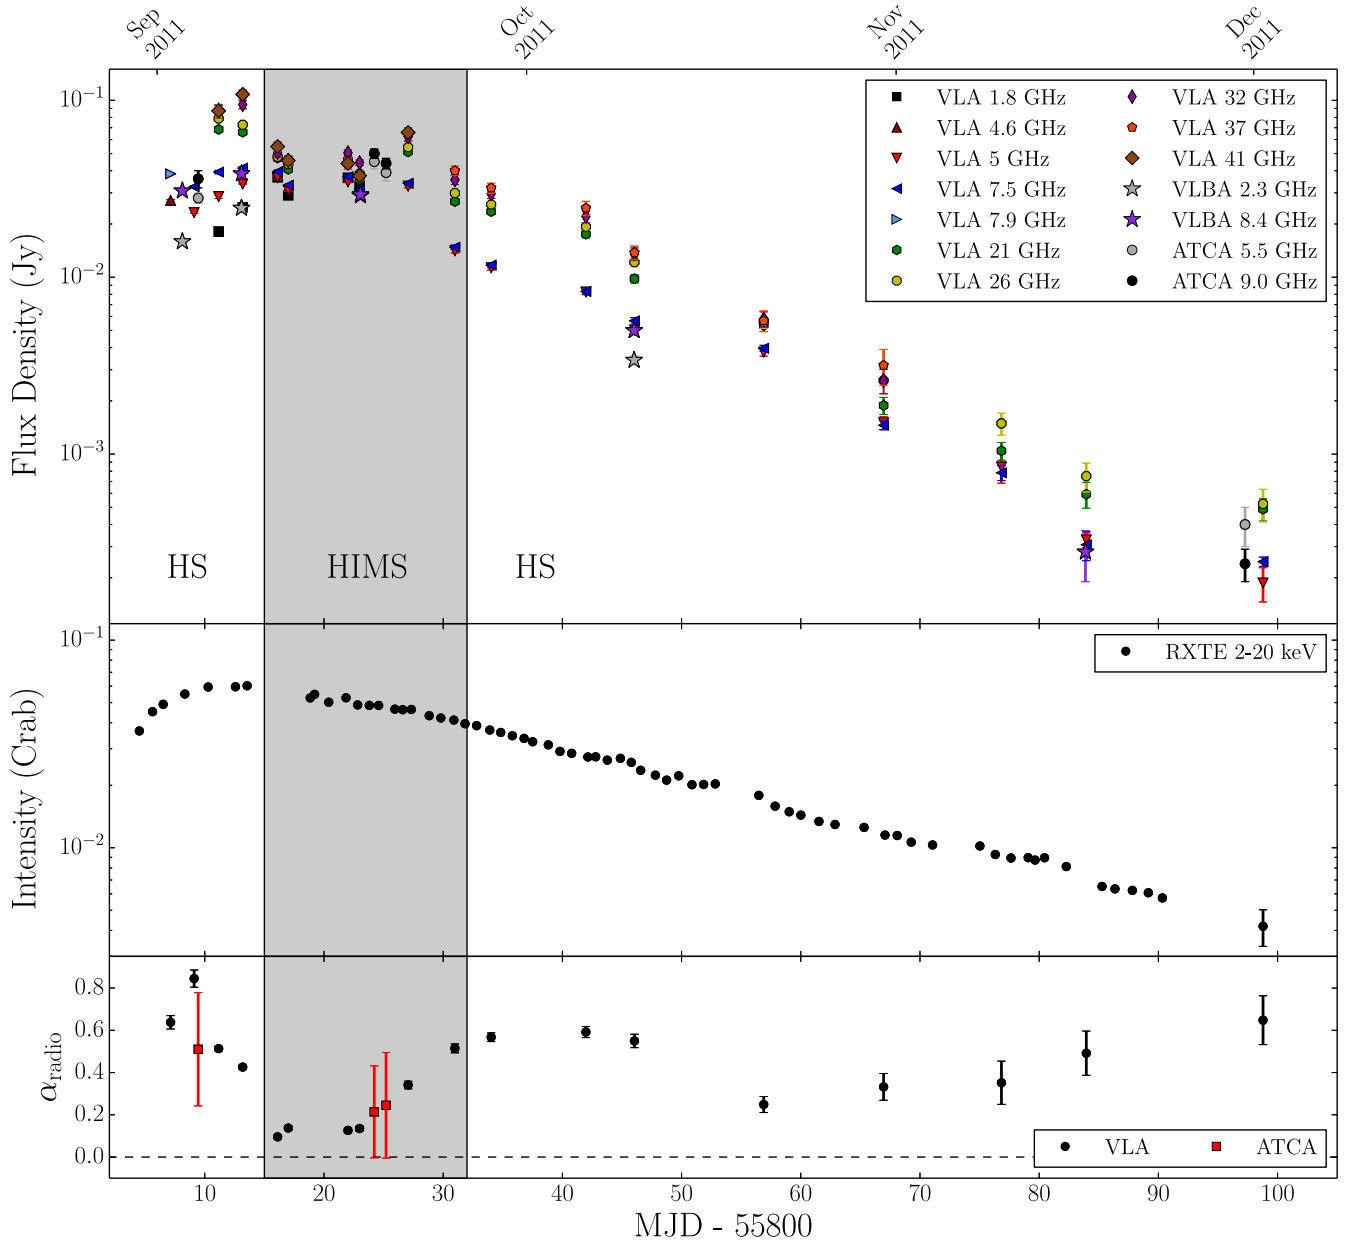 Sep 2011
Oct 2011
Nov 2011
Dec 2011
Flux Density (Jy)
10⁻¹
10⁻²
10⁻³
VLA 1.8 GHz
VLA 4.6 GHz
VLA 5 GHz
VLA 7.5 GHz
VLA 7.9 GHz
VLA 21 GHz
VLA 26 GHz
VLA 32 GHz
VLA 37 GHz
VLA 41 GHz
VLBA 2.3 GHz
VLBA 8.4 GHz
ATCA 5.5 GHz
ATCA 9.0 GHz
HS
HIMS
HS
Intensity (Crab)
10⁻¹
10⁻²
RXTE 2-20 keV
α_radio
0.8
0.6
0.4
0.2
0.0
VLA
ATCA
10 20 30 40 50 60 70 80 90 100
MJD - 55800